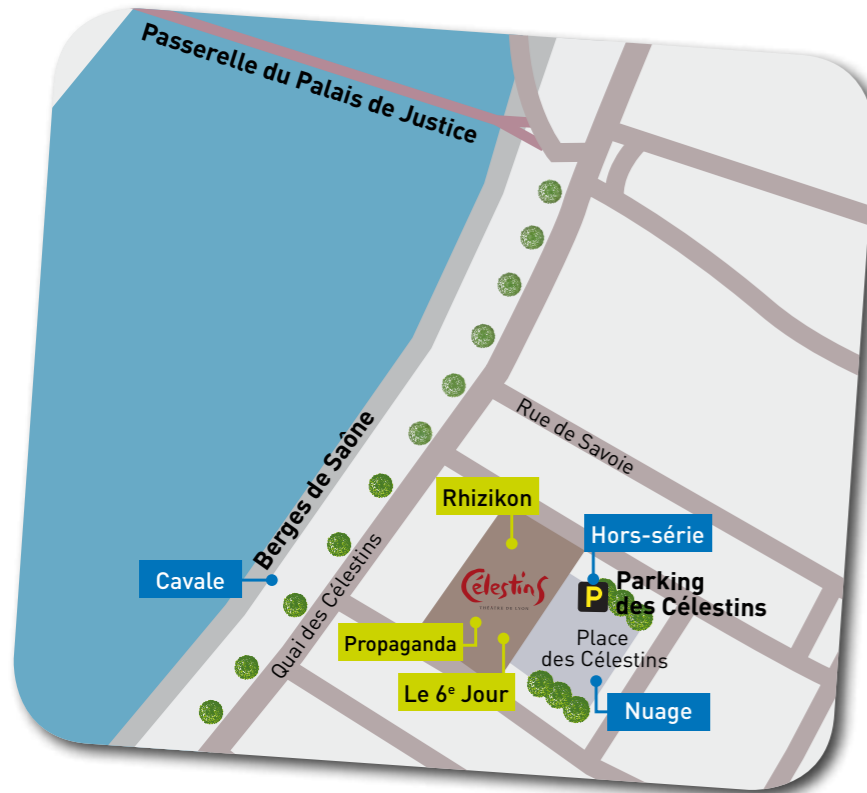 Passerelle du Palais de Justice
Rue de Savoie
Berges de Saône
Rhizikon
Hors-série
Cavale
Quai des Célestins
Célestins
THÉÂTRE DE LYON
P
Parking
des Célestins
Propaganda
Place
des Célestins
Le 6e Jour
Nuage